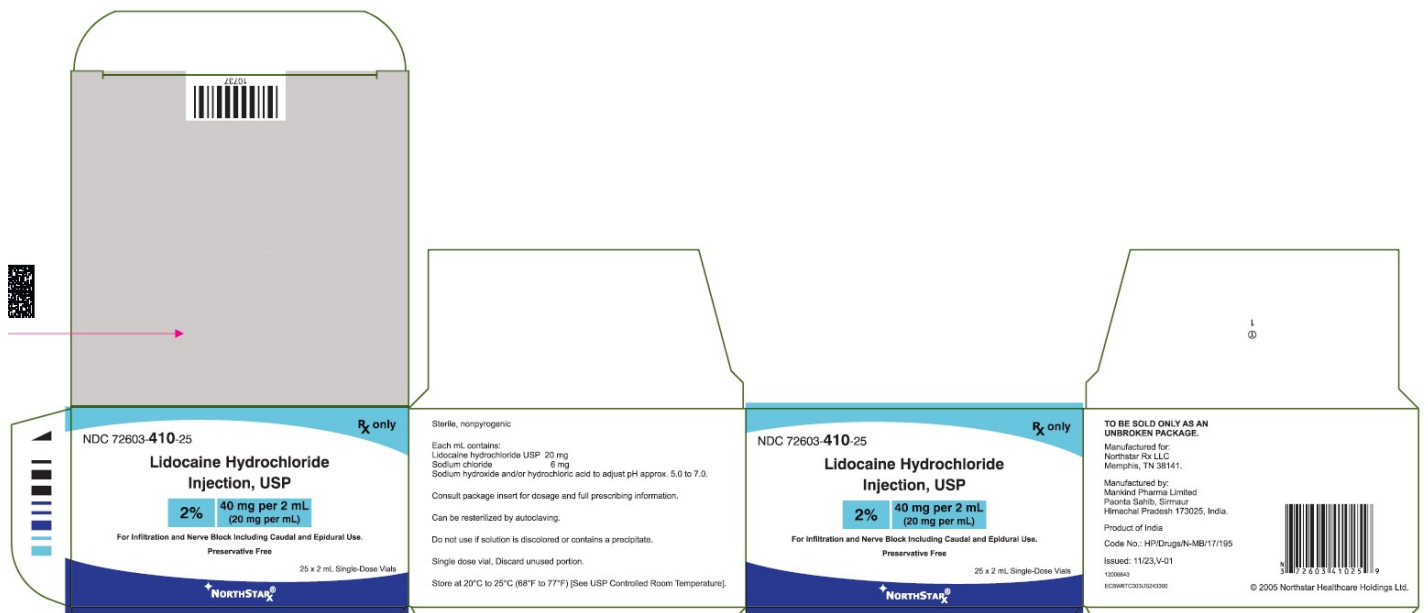 10737
NDC 72603-410-25
Rx only
Lidocaine Hydrochloride
Injection, USP
2%
40 mg per 2 mL
(20 mg per mL)
For Infiltration and Nerve Block Including Caudal and Epidural Use.
Preservative Free
25 x 2 mL Single-Dose Vials
NORTHSTARx®
Sterile, nonpyrogenic
Each mL contains:
Lidocaine hydrochloride USP 20 mg
Sodium chloride 6 mg
Sodium hydroxide and/or hydrochloric acid to adjust pH approx. 5.0 to 7.0.
Consult package insert for dosage and full prescribing information.
Can be resterilized by autoclaving.
Do not use if solution is discolored or contains a precipitate.
Single dose vial, Discard unused portion.
Store at 20°C to 25°C (68°F to 77°F) [See USP Controlled Room Temperature].
NDC 72603-410-25
Rx only
Lidocaine Hydrochloride
Injection, USP
2%
40 mg per 2 mL
(20 mg per mL)
For Infiltration and Nerve Block Including Caudal and Epidural Use.
Preservative Free
25 x 2 mL Single-Dose Vials
NORTHSTARx®
1
①
TO BE SOLD ONLY AS AN
UNBROKEN PACKAGE.
Manufactured for:
Northstar Rx LLC
Memphis, TN 38141.
Manufactured by:
Mankind Pharma Limited
Paonta Sahib, Sirmaur
Himachal Pradesh 173025, India.
Product of India
Code No.: HP/Drugs/N-MB/17/195
Issued: 11/23,V-01
N
3 72603 41025 9
© 2005 Northstar Healthcare Holdings Ltd.